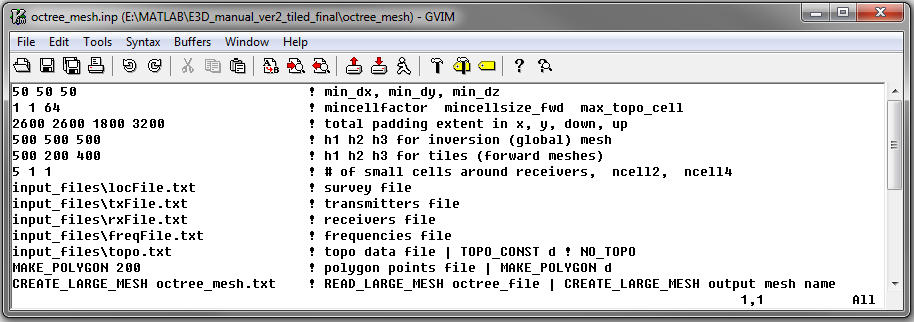 octree_mesh.inp (E:\MATLAB\E3D_manual_ver2_tiled_final\octree_mesh) - GVIM
File Edit Tools Syntax Buffers Window Help
50 50 50 ! min_dx, min_dy, min_dz
1 1 64 ! mincellfactor mincellsize_fwd max_topo_cell
2600 2600 1800 3200 ! total padding extent in x, y, down, up
500 500 500 ! h1 h2 h3 for inversion (global) mesh
500 200 400 ! h1 h2 h3 for tiles (forward meshes)
5 1 1 ! # of small cells around receivers, ncell2, ncell4
input_files\locFile.txt ! survey file
input_files\txFile.txt ! transmitters file
input_files\rxFile.txt ! receivers file
input_files\freqFile.txt ! frequencies file
input_files\topo.txt ! topo data file | TOPO_CONST d ! NO_TOPO
MAKE_POLYGON 200 ! polygon points file | MAKE_POLYGON d
CREATE_LARGE_MESH octree_mesh.txt ! READ_LARGE_MESH octree_file | CREATE_LARGE_MESH output mesh name
1,1 All